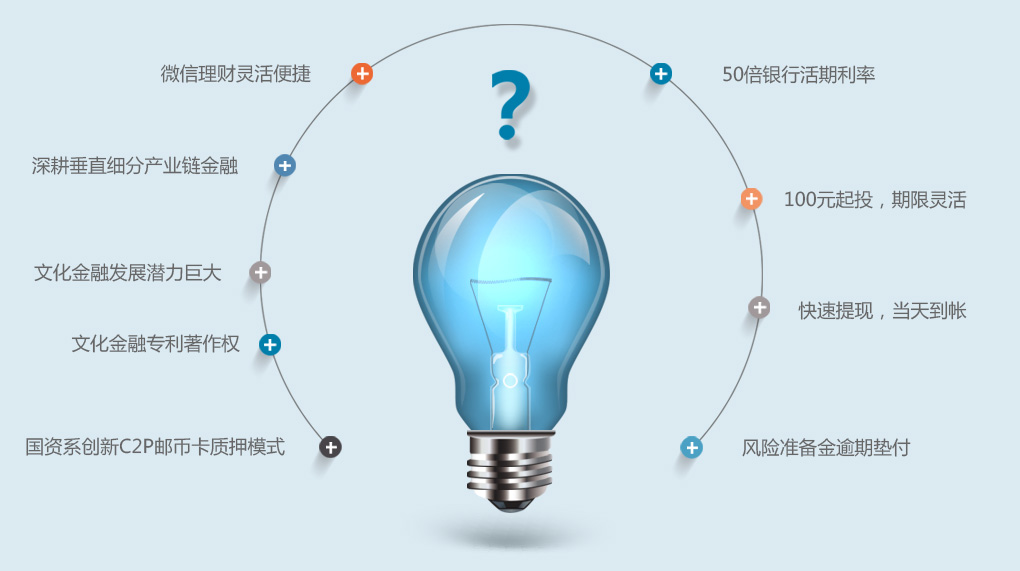 微信理财灵活便捷
深耕垂直细分产业链金融
文化金融发展潜力巨大
文化金融专利著作权
国资系创新C2P邮币卡质押模式
?
50倍银行活期利率
100元起投，期限灵活
快速提现，当天到帐
风险准备金逾期垫付